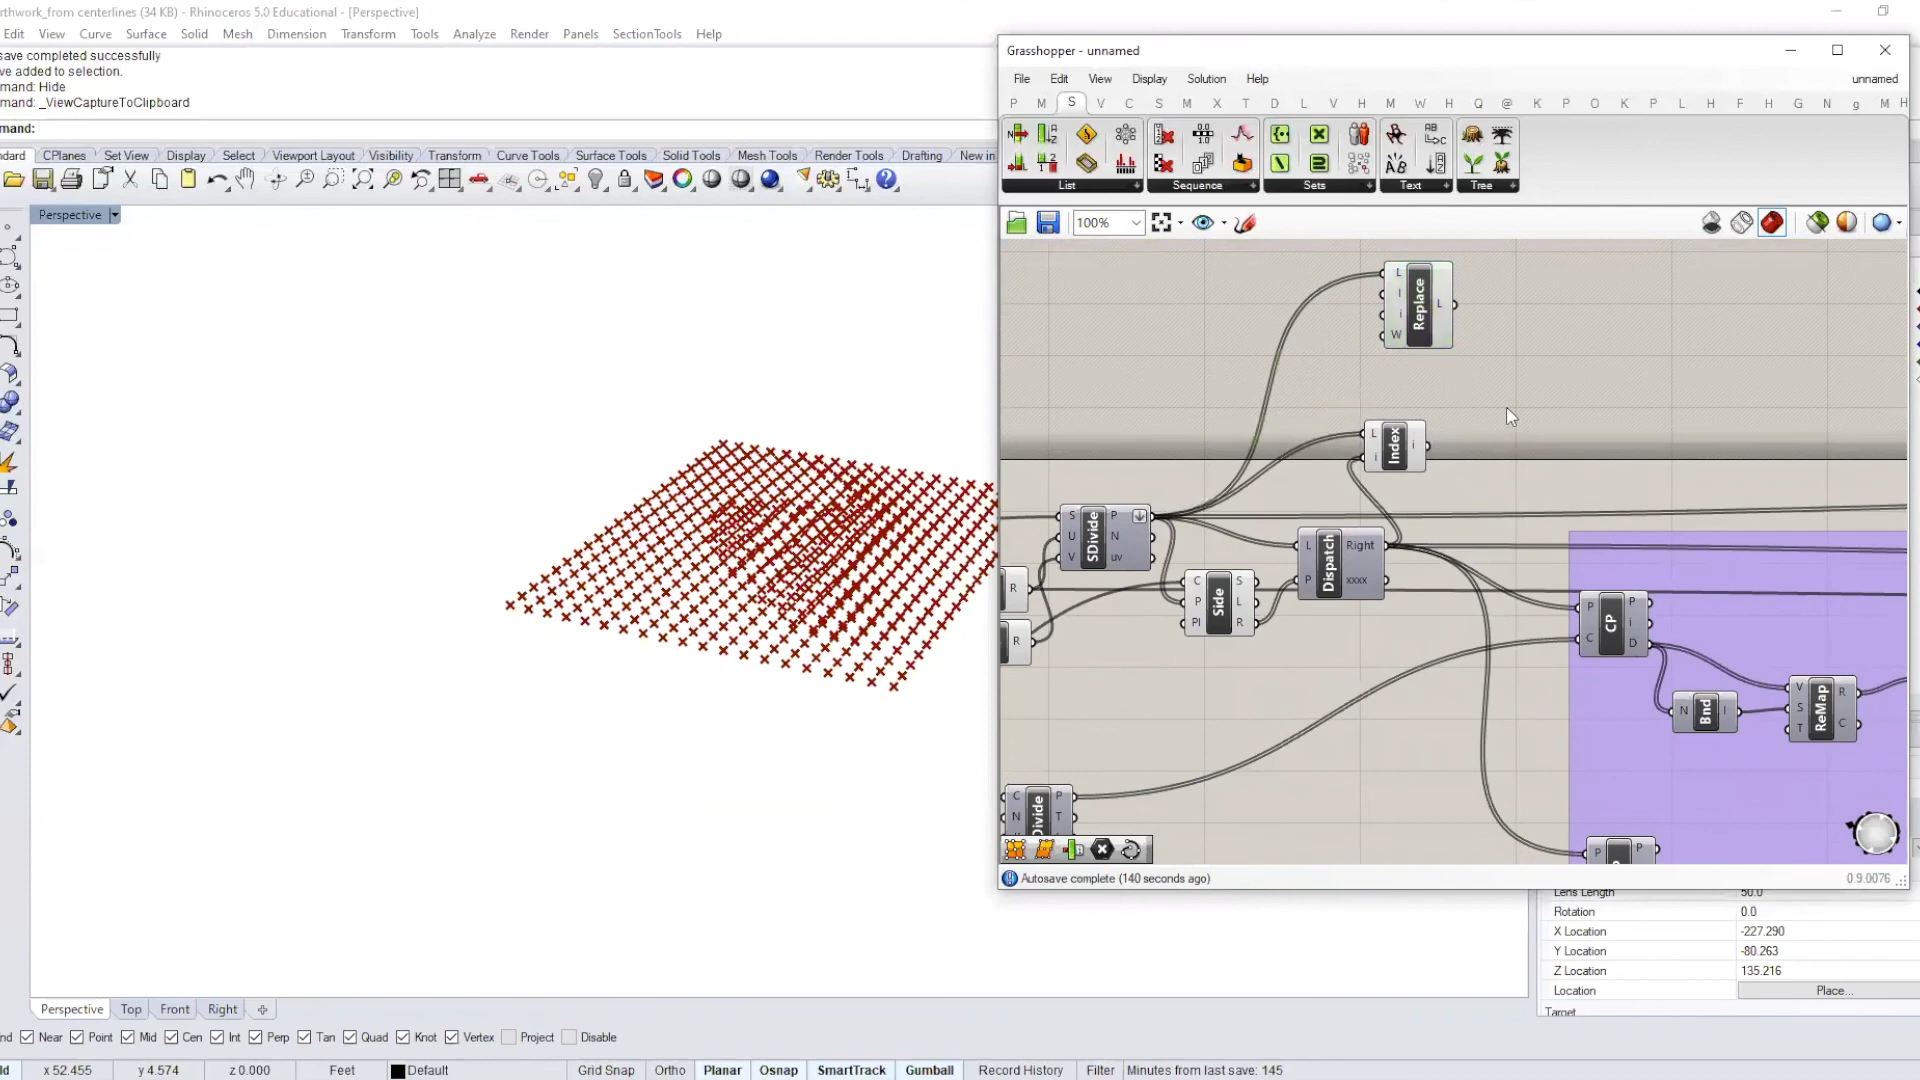 rthwork_from centerlines (34 KB) - Rhinoceros 5.0 Educational - [Perspective]
Edit View Curve Surface Solid Mesh Dimension Transform Tools Analyze Render Panels SectionTools Help
save completed successfully
ve added to selection.
mand: Hide
mand: _ViewCaptureToClipboard
mand:
ndard CPlanes Set View Display Select Viewport Layout Visibility Transform Curve Tools Surface Tools Solid Tools Mesh Tools Render Tools Drafting New in
Perspective
Grasshopper - unnamed
File Edit View Display Solution Help unnamed
P M S V C S M X T D L V H M W H Q @ K P O K P L H F H G N g M H
List Sequence Sets Text Tree
100%
L
I
i
W
Replace
L
L
i
Index
i
S
U
V
SDivide
P
N
uv
R
R
C
P
Pl
Side
S
L
R
L
P
Dispatch
Right
xxxx
P
C
CP
P
i
D
N
Bnd
I
V
S
T
ReMap
R
C
C
N
Divide
P
T
P
P
Autosave complete (140 seconds ago)
0.9.0076
Lens Length 50.0
Rotation 0.0
X Location -227.290
Y Location -80.263
Z Location 135.216
Location Place...
Target
Perspective Top Front Right
nd Near Point Mid Cen Int Perp Tan Quad Knot Vertex Project Disable
ld x 52.455 y 4.574 z 0.000 Feet Default Grid Snap Ortho Planar Osnap SmartTrack Gumball Record History Filter Minutes from last save: 145